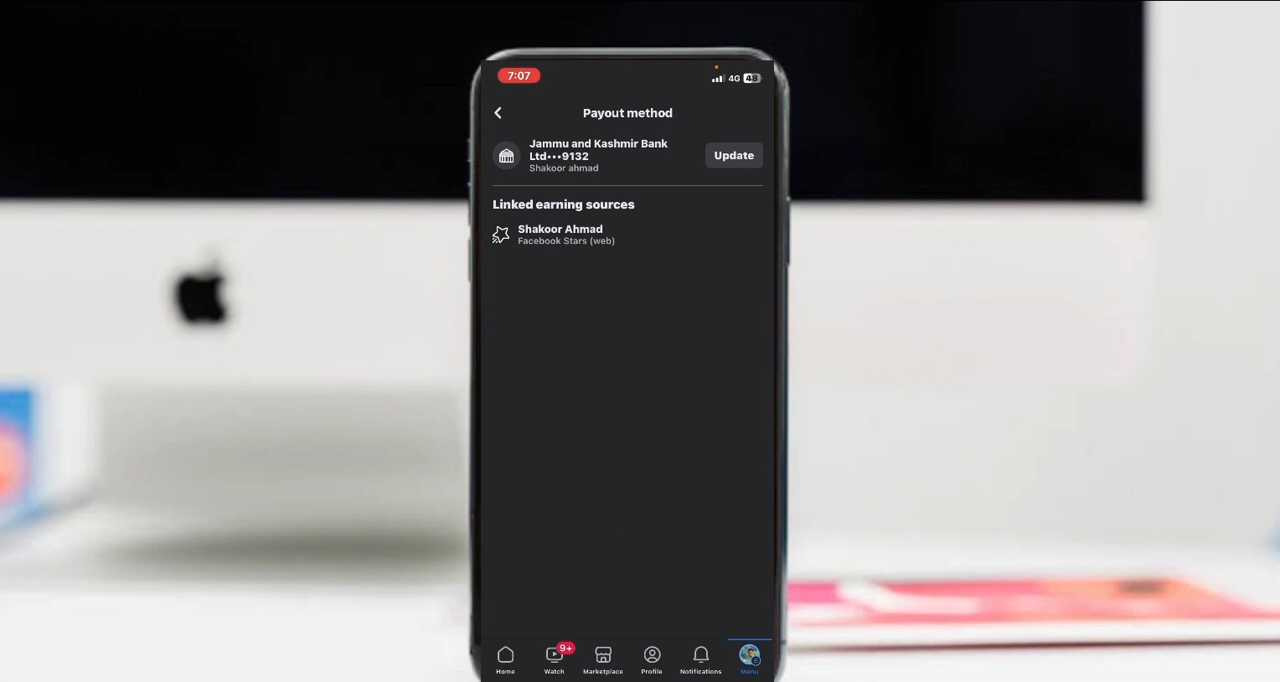 7:07
4G 48
Payout method
Jammu and Kashmir Bank
Ltd•••9132
Shakoor ahmad
Update
Linked earning sources
Shakoor Ahmad
Facebook Stars (web)
9+
Home
Watch
Marketplace
Profile
Notifications
Menu